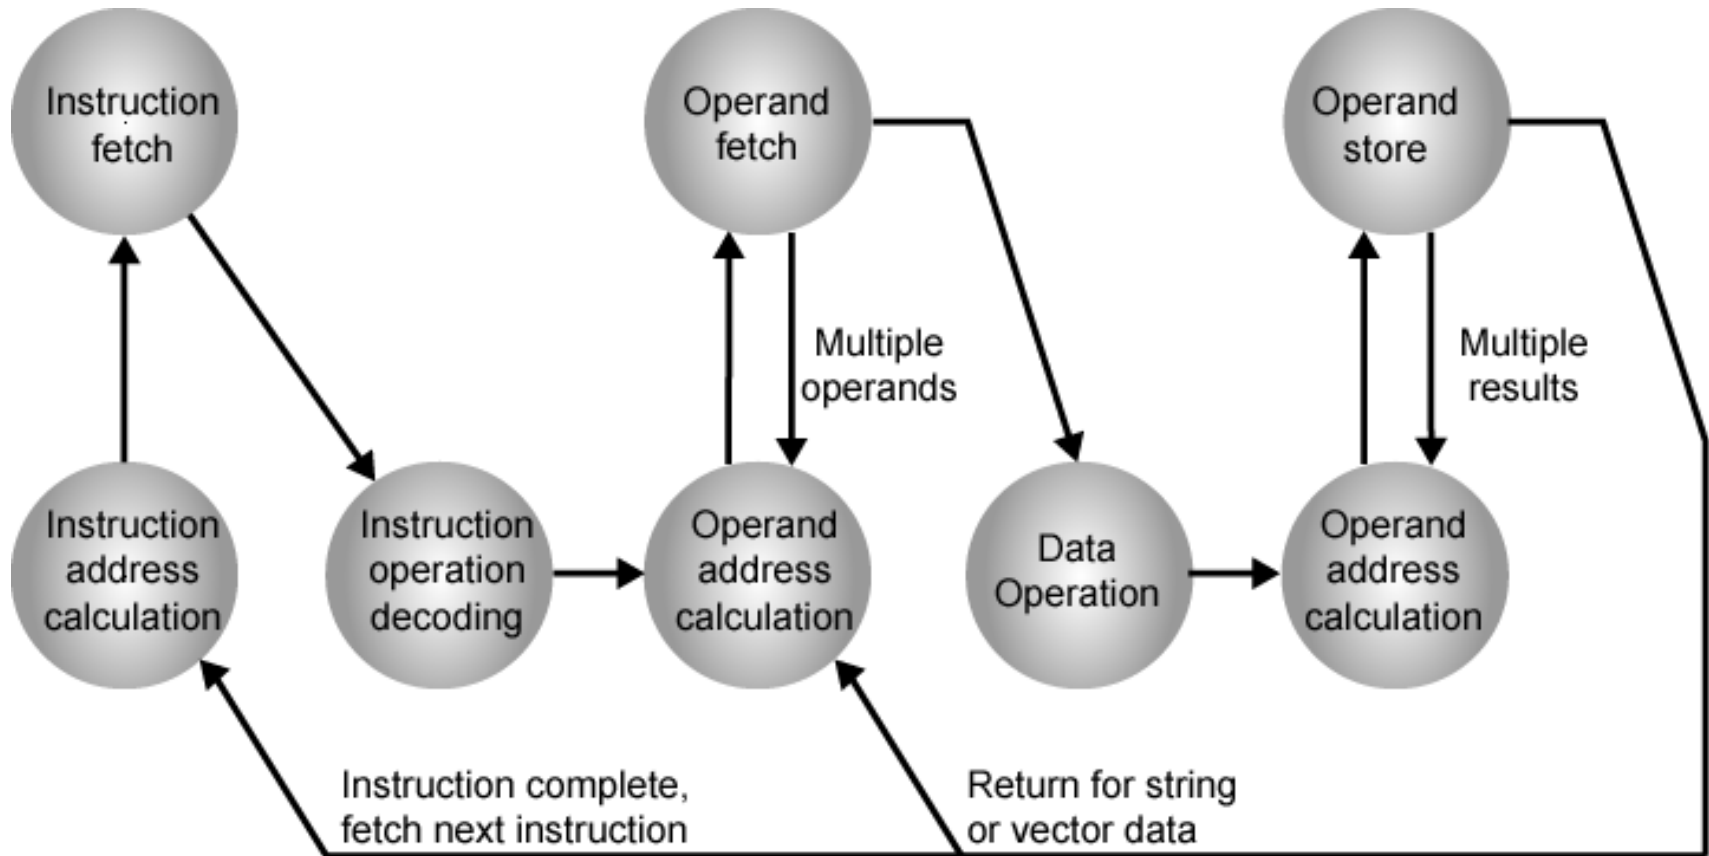 Instruction
fetch
Operand
fetch
Operand
store
Multiple
operands
Multiple
results
Instruction
address
calculation
Instruction
operation
decoding
Operand
address
calculation
Data
Operation
Operand
address
calculation
Instruction complete,
fetch next instruction
Return for string
or vector data